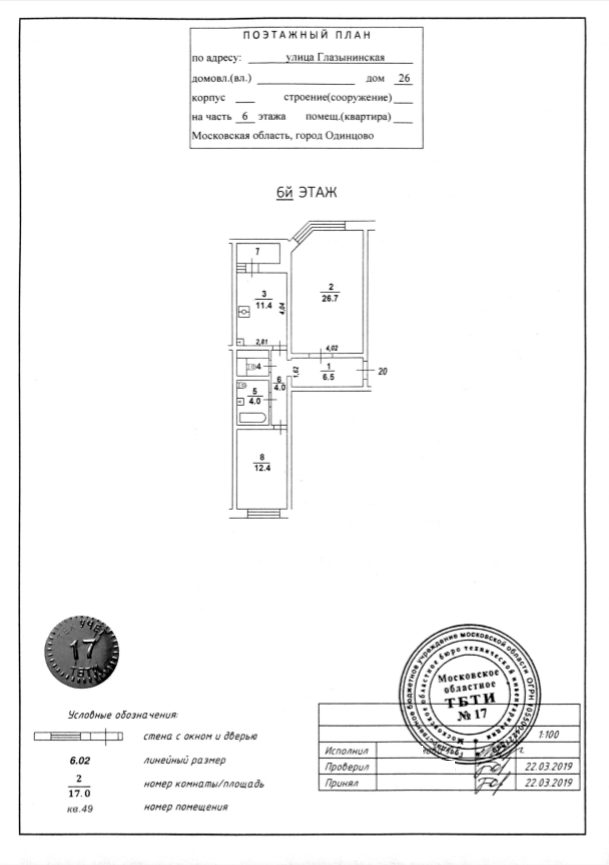 ПОЭТАЖНЫЙ ПЛАН
по адресу: улица Глазынинская
домовл.(вл.) дом 26
корпус строение(сооружение)
на часть 6 этажа помещ.(квартира)
Московская область, город Одинцово
6й ЭТАЖ
7
3
11.4
4,04
2,81
2
26.7
4,02
1
6.5
1,62
20
4
6
4.0
5
4.0
8
12.4
17
ТБТИ
Московское
областное
ТБТИ
№ 17
Условные обозначения:
стена с окном и дверью
6.02 линейный размер
2
17.0 номер комнаты/площадь
кв.49 номер помещения
1:100
Исполнил
Проверил 22.03.2019
Принял 22.03.2019